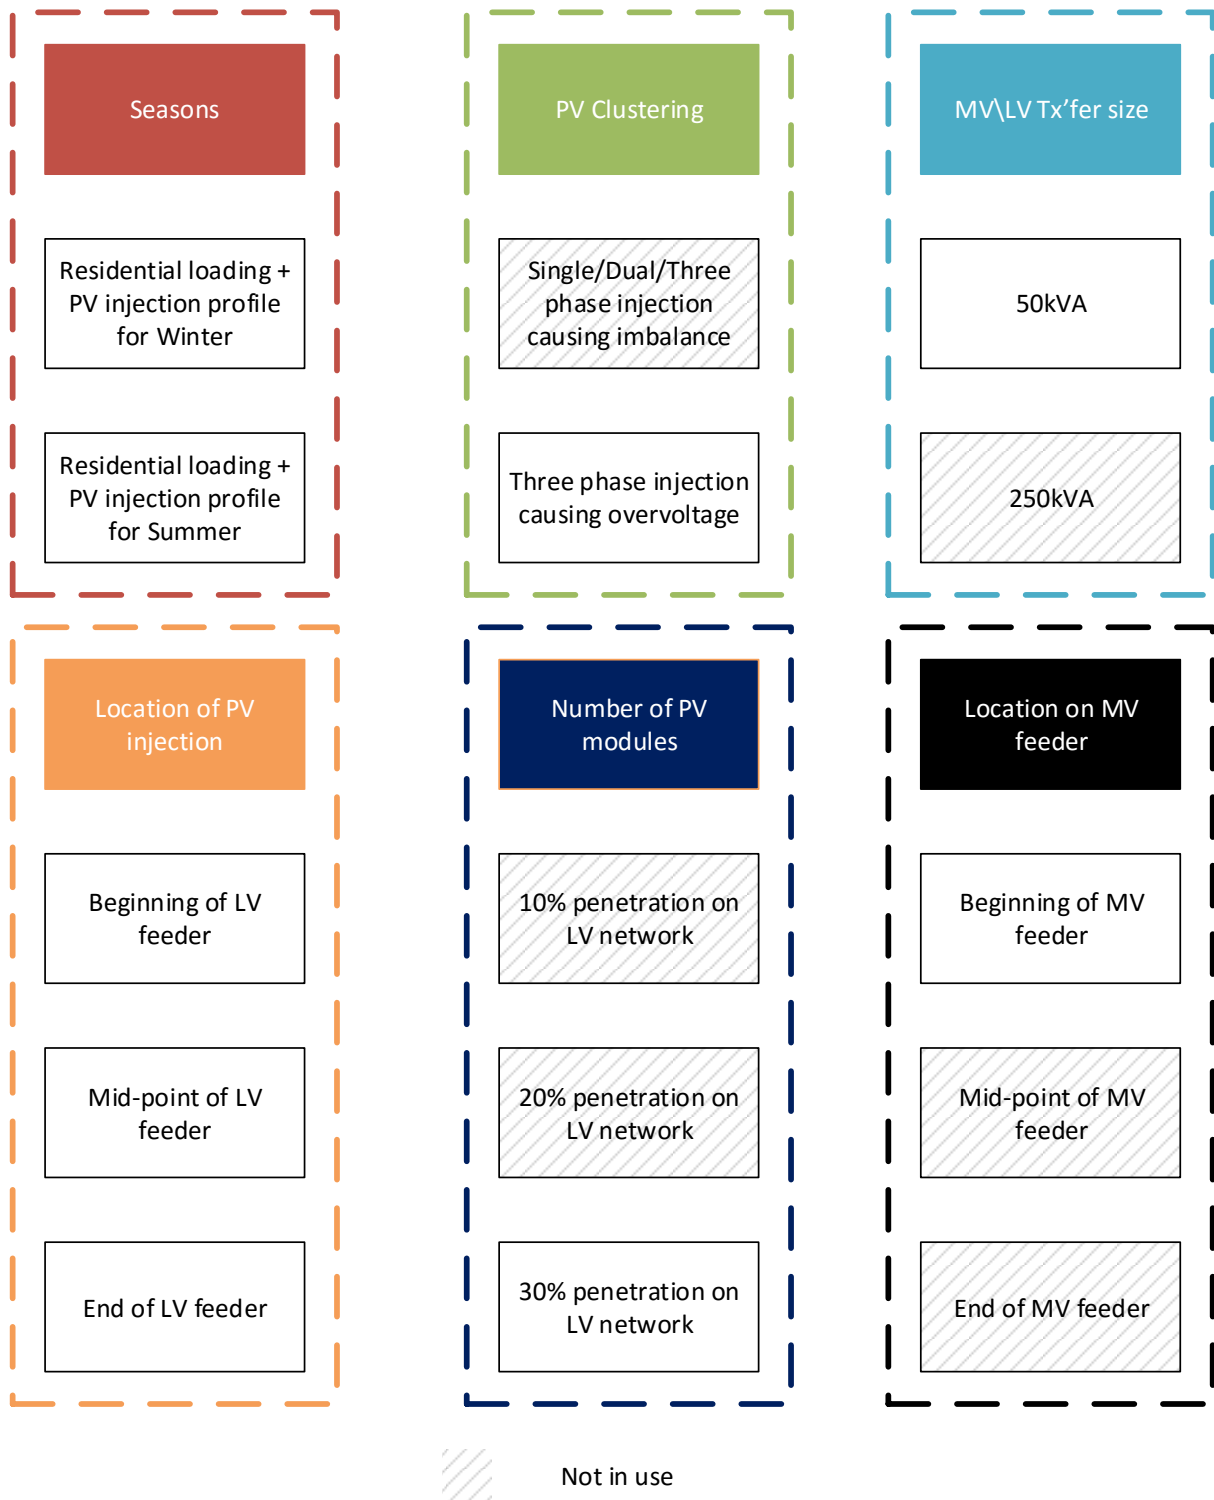 Seasons
Residential loading +
PV injection profile
for Winter
Residential loading +
PV injection profile
for Summer
PV Clustering
Single/Dual/Three
phase injection
causing imbalance
Three phase injection
causing overvoltage
MV\LV Tx’fer size
50kVA
250kVA
Location of PV
injection
Beginning of LV
feeder
Mid-point of LV
feeder
End of LV feeder
Number of PV
modules
10% penetration on
LV network
20% penetration on
LV network
30% penetration on
LV network
Location on MV
feeder
Beginning of MV
feeder
Mid-point of MV
feeder
End of MV feeder
Not in use